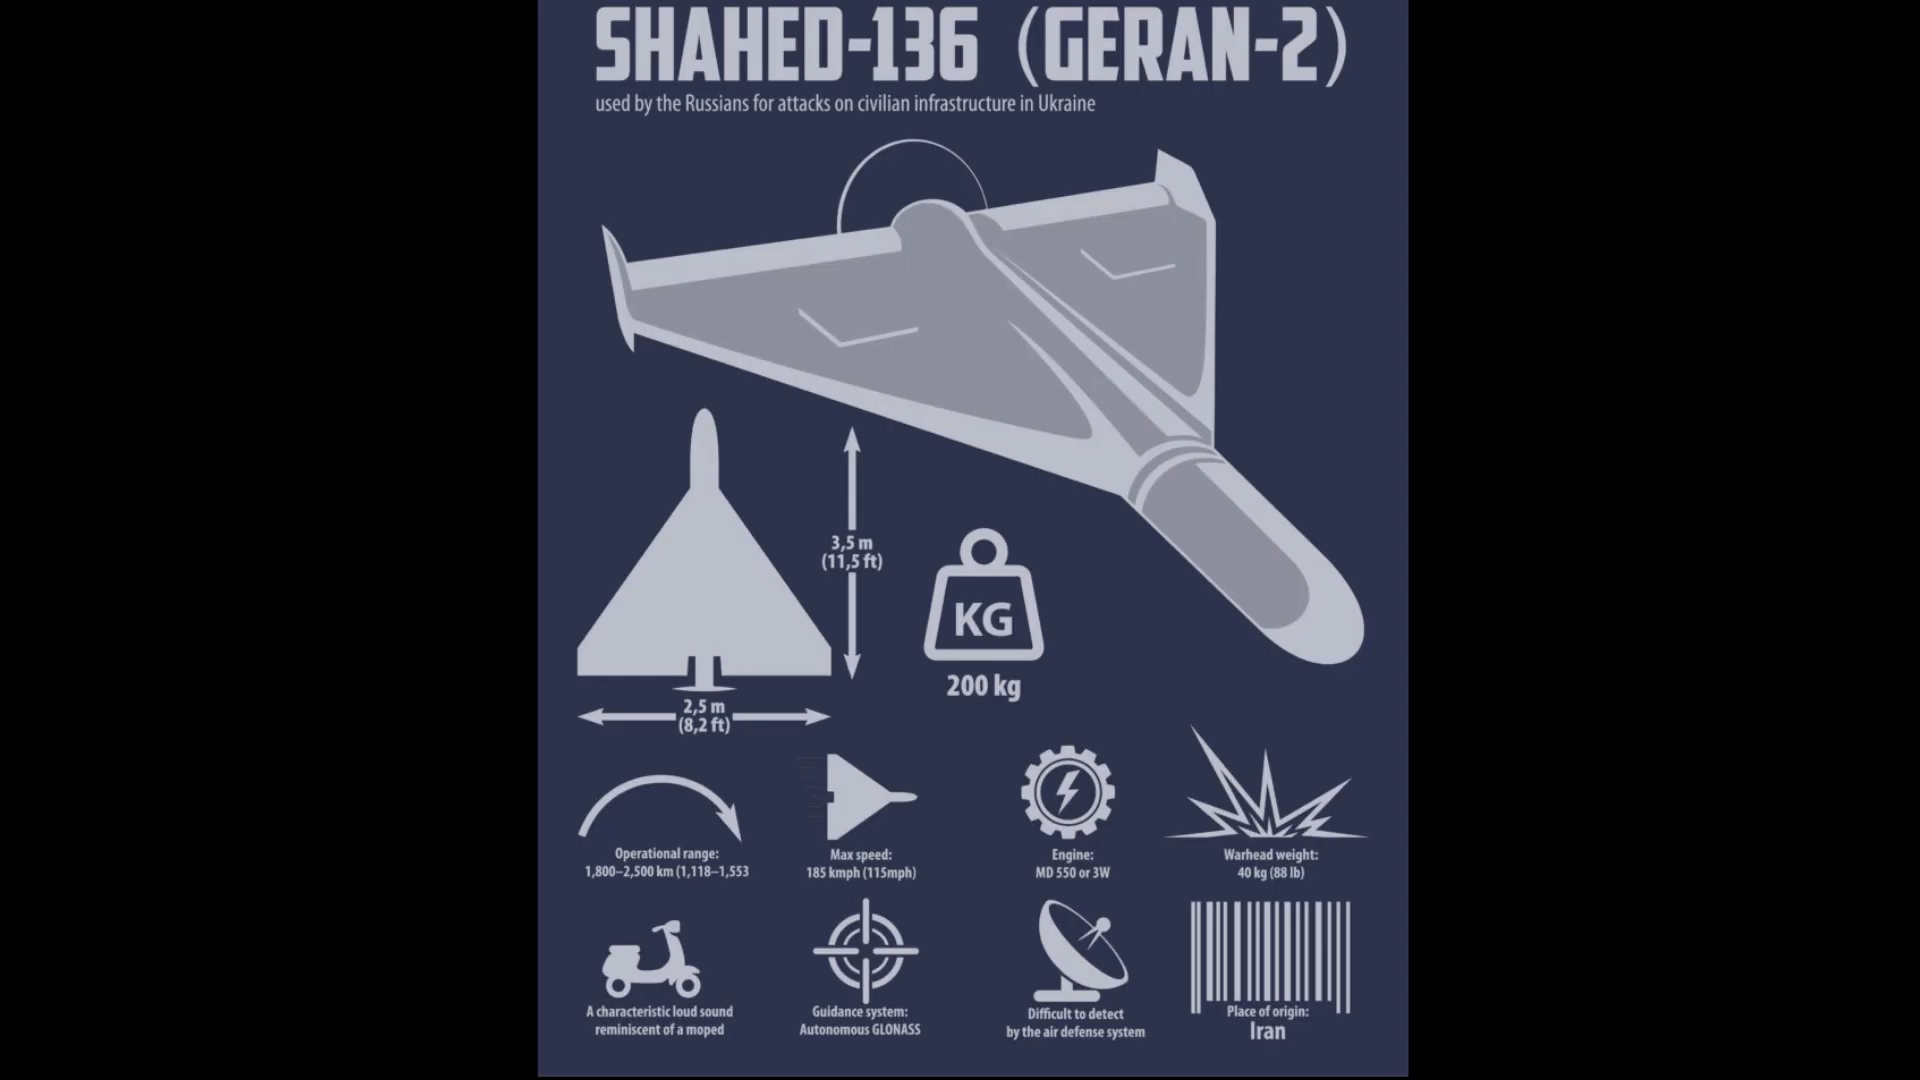 SHAHED-136 (GERAN-2)
used by the Russians for attacks on civilian infrastructure in Ukraine
3,5 m
(11,5 ft)
KG
200 kg
2,5 m
(8,2 ft)
Operational range:
1,800–2,500 km (1,118–1,553
Max speed:
185 kmph (115mph)
Engine:
MD 550 or 3W
Warhead weight:
40 kg (88 lb)
A characteristic loud sound
reminiscent of a moped
Guidance system:
Autonomous GLONASS
Difficult to detect
by the air defense system
Place of origin:
Iran